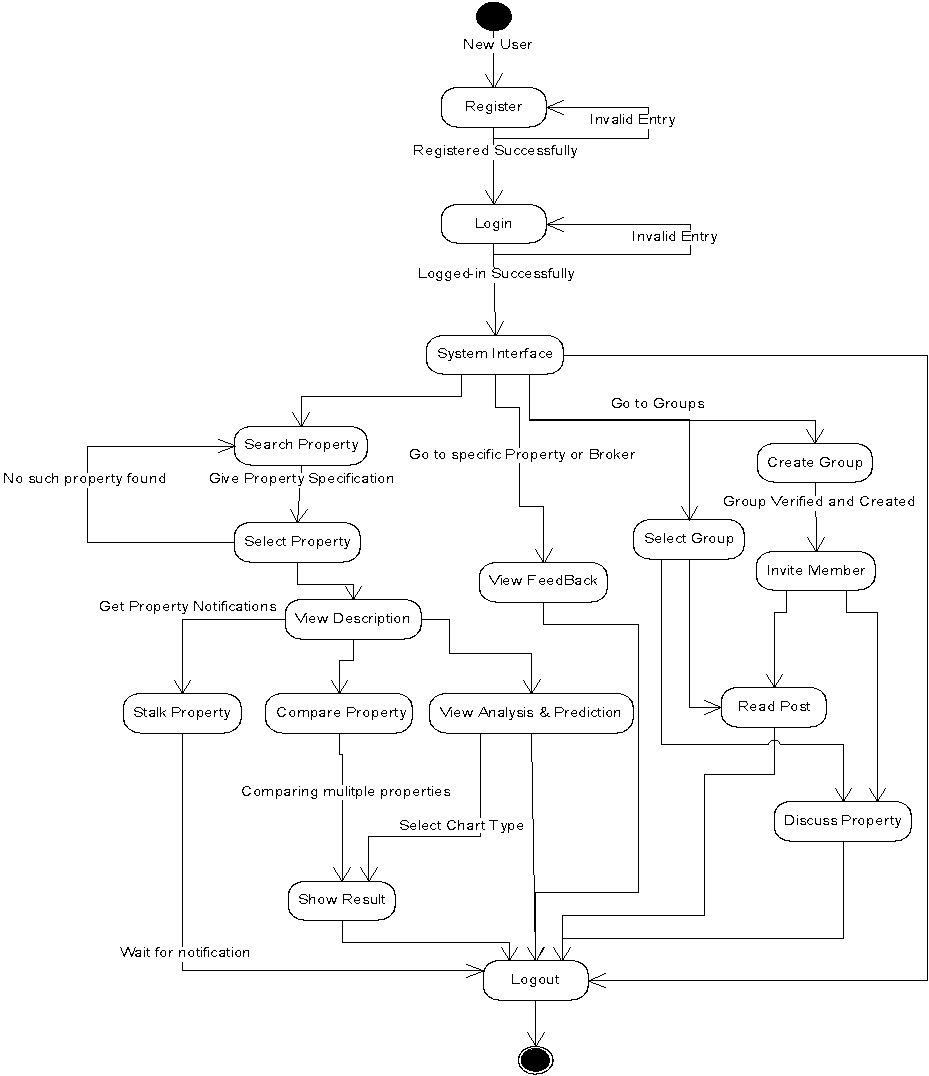 New User
Register
Invalid Entry
Registered Successfully
Login
Invalid Entry
Logged-in Successfully
System Interface
Go to Groups
Search Property
Go to specific Property or Broker
Create Group
No such property found
Give Property Specification
Group Verified and Created
Select Property
Select Group
Invite Member
View FeedBack
Get Property Notifications
View Description
Stalk Property
Compare Property
View Analysis & Prediction
Read Post
Comparing mulitple properties
Select Chart Type
Discuss Property
Show Result
Wait for notification
Logout